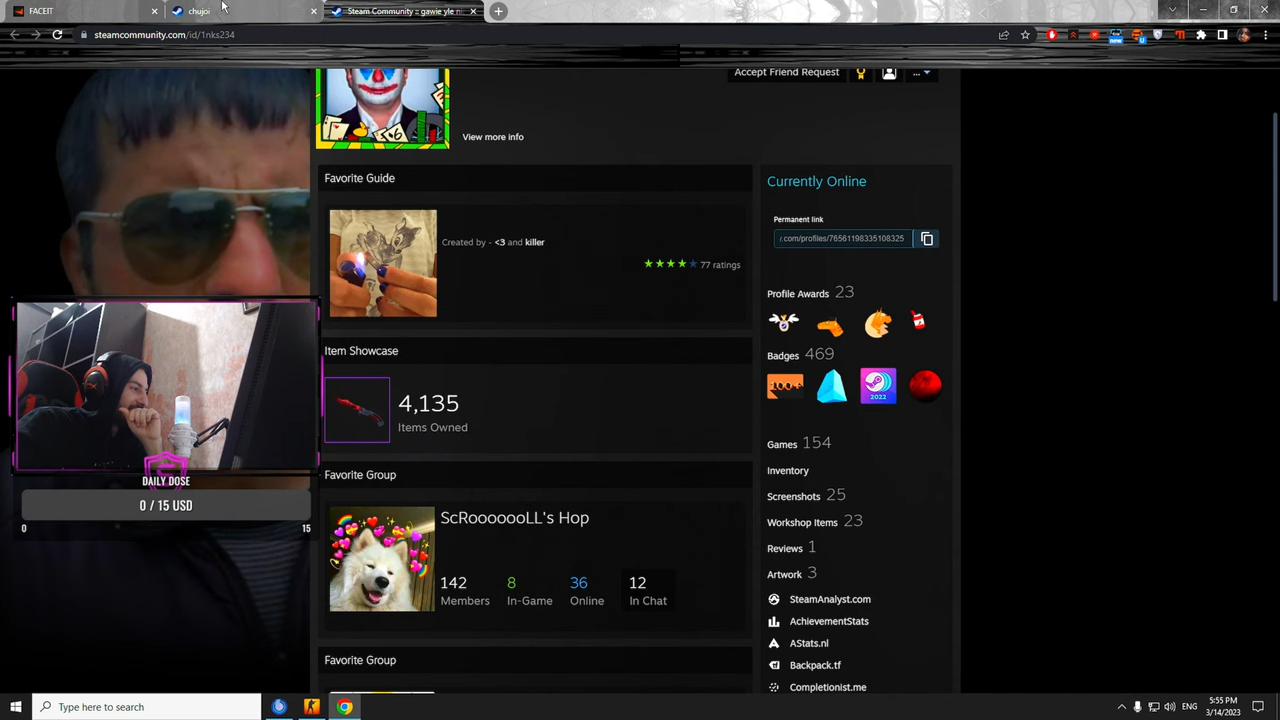 FACEIT
chujoi
Steam Community :: gawie yle n
steamcommunity.com/id/1nks234
new
Accept Friend Request
...
View more info
Favorite Guide
Created by - <3 and killer
77 ratings
Item Showcase
4,135
Items Owned
Favorite Group
ScRooooooLL's Hop
142
Members
8
In-Game
36
Online
12
In Chat
Favorite Group
Currently Online
Permanent link
.com/profiles/76561198335108325
Profile Awards 23
Badges 469
100+
2022
Games 154
Inventory
Screenshots 25
Workshop Items 23
Reviews 1
Artwork 3
SteamAnalyst.com
AchievementStats
AStats.nl
Backpack.tf
Completionist.me
DAILY DOSE
0 / 15 USD
0
15
Type here to search
ENG
5:55 PM
3/14/2023